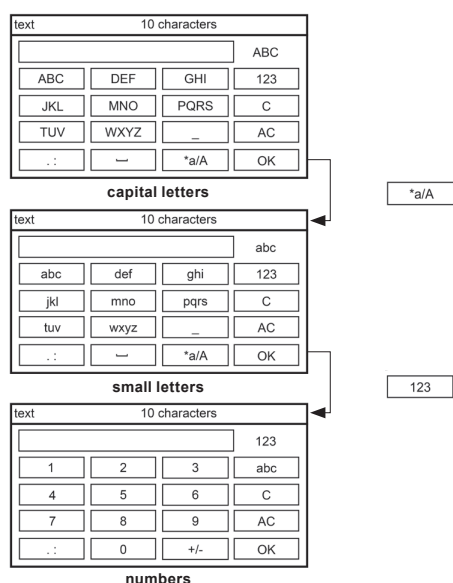 text 10 characters
ABC
ABC DEF GHI 123
JKL MNO PQRS C
TUV WXYZ _ AC
. : ⎵ *a/A OK
capital letters
*a/A
text 10 characters
abc
abc def ghi 123
jkl mno pqrs C
tuv wxyz _ AC
. : ⎵ *a/A OK
small letters
123
text 10 characters
123
1 2 3 abc
4 5 6 C
7 8 9 AC
. : 0 +/- OK
numbers